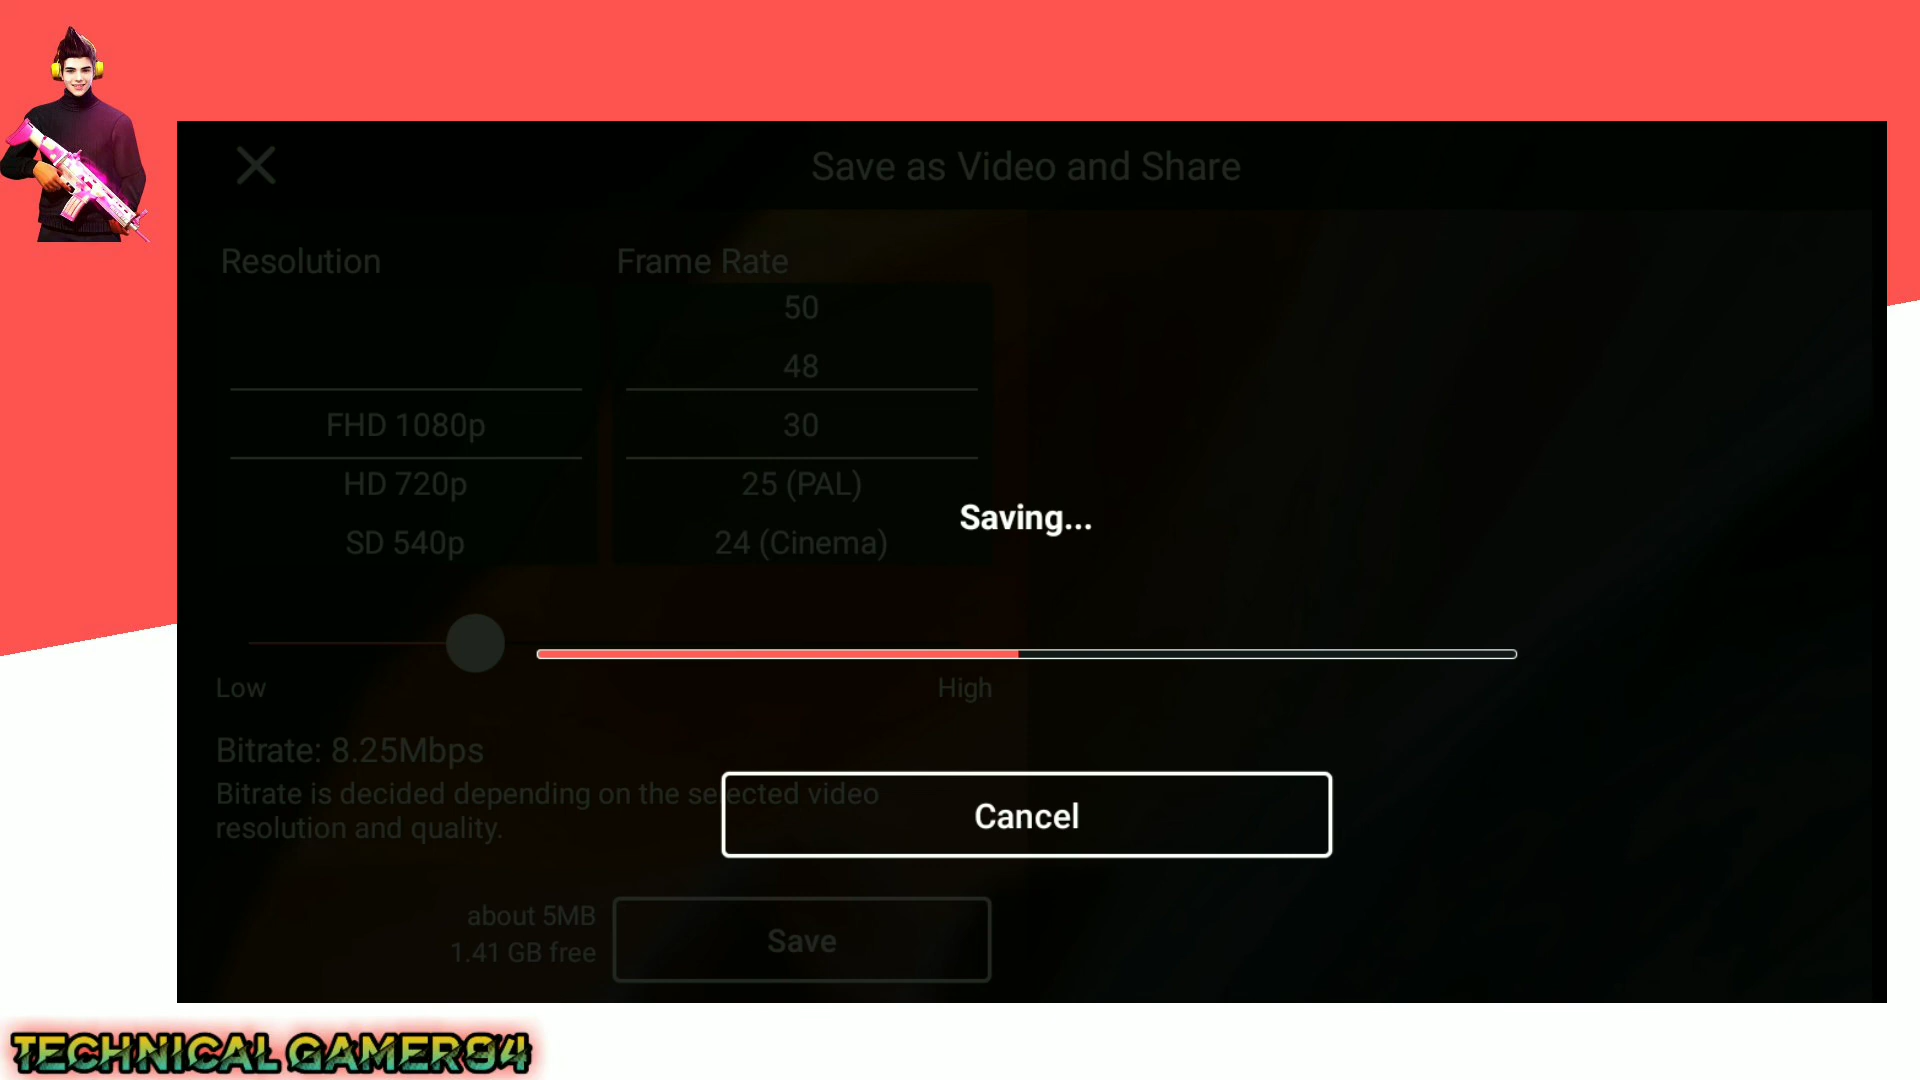 Save as Video and Share
Resolution
Frame Rate
50
48
FHD 1080p
30
HD 720p
25 (PAL)
Saving...
SD 540p
24 (Cinema)
Low
High
Bitrate: 8.25Mbps
Bitrate is decided depending on the selected video
resolution and quality.
Cancel
about 5MB
1.41 GB free
Save
TECHNICAL GAMER94